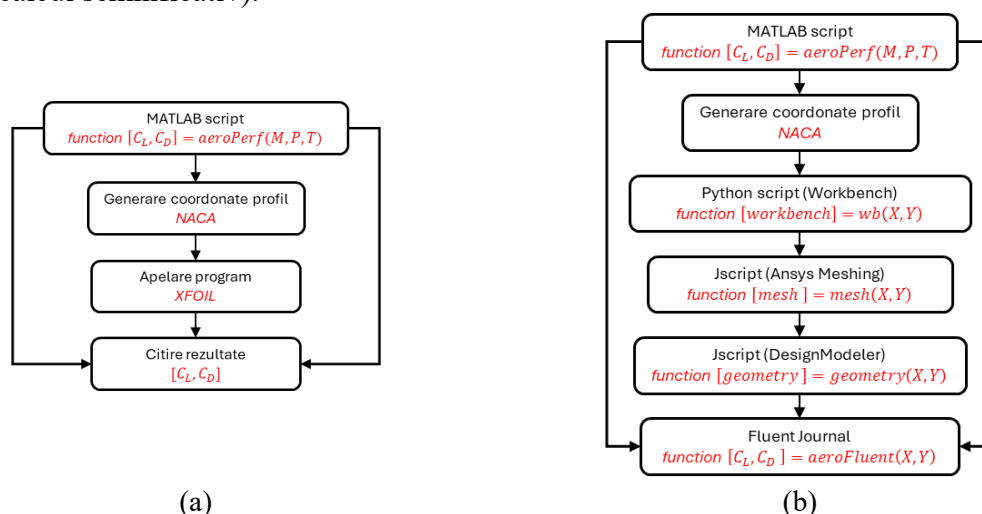 MATLAB script
function [C_L, C_D] = aeroPerf(M, P, T)
Generare coordonate profil
NACA
Apelare program
XFOIL
Citire rezultate
[C_L, C_D]
(a)
MATLAB script
function [C_L, C_D] = aeroPerf(M, P, T)
Generare coordonate profil
NACA
Python script (Workbench)
function [workbench] = wb(X, Y)
Jscript (Ansys Meshing)
function [mesh ] = mesh(X, Y)
Jscript (DesignModeler)
function [geometry ] = geometry(X, Y)
Fluent Journal
function [C_L, C_D ] = aeroFluent(X, Y)
(b)